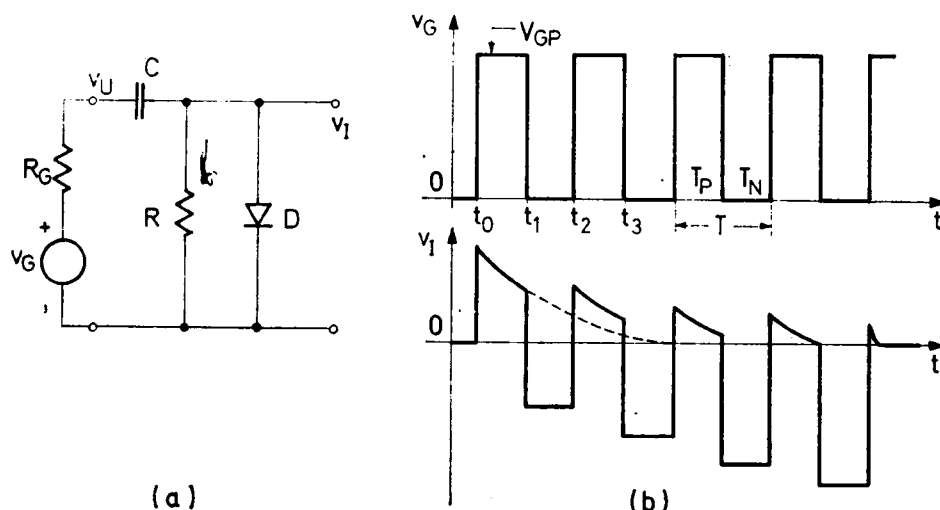 C
v_U
v_I
R_G
R
D
+
v_G
(a)
v_G
V_GP
0
T_P
T_N
t_0
t_1
t_2
t_3
T
t
v_I
0
t
(b)